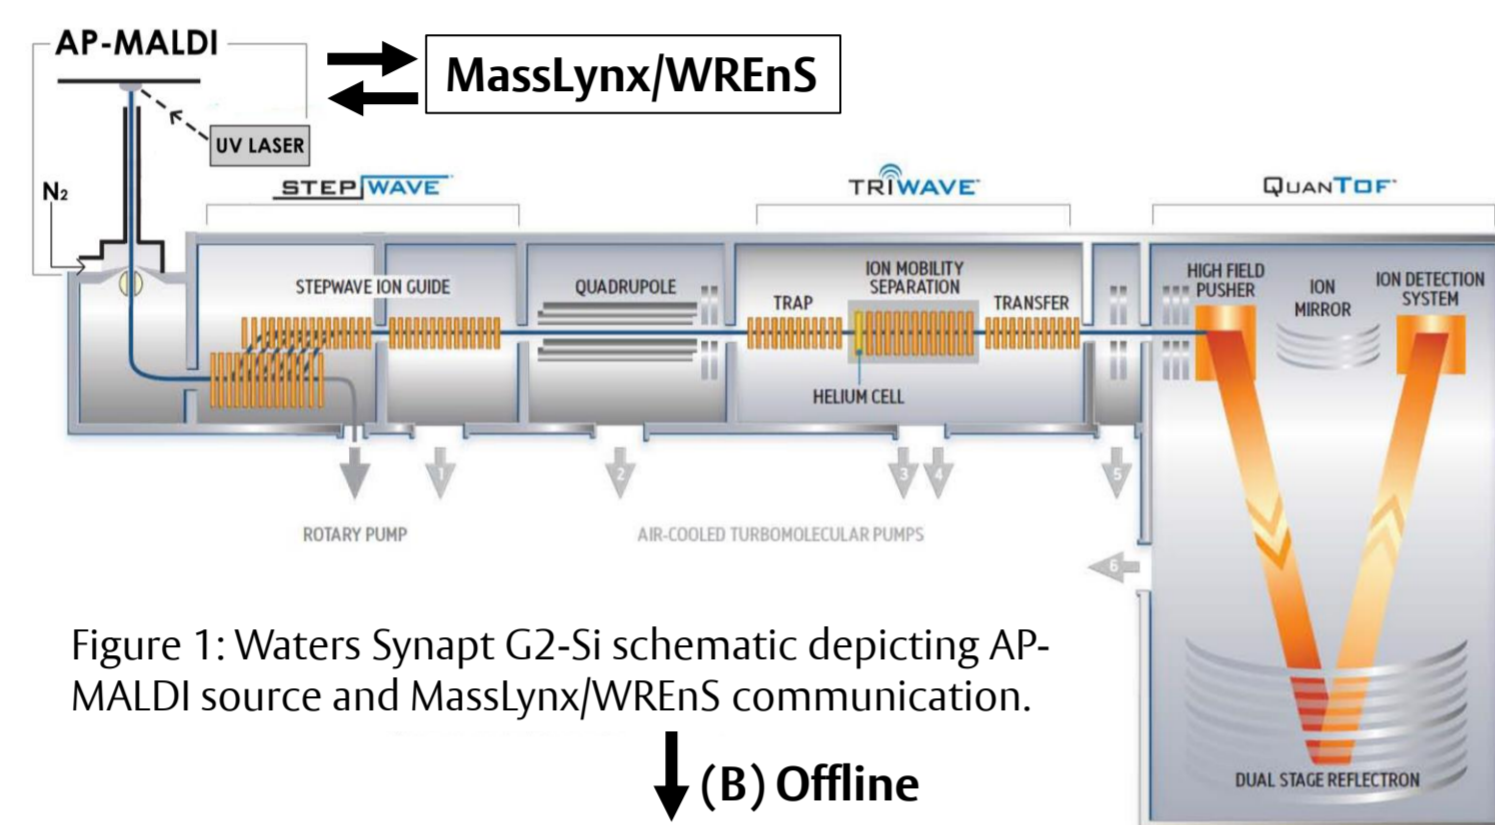 AP-MALDI
MassLynx/WREnS
UV LASER
N₂
STEPWAVE
TRIWAVE
QUANTOF
STEPWAVE ION GUIDE
QUADRUPOLE
TRAP
ION MOBILITY
SEPARATION
TRANSFER
HELIUM CELL
HIGH FIELD
PUSHER
ION
MIRROR
ION DETECTION
SYSTEM
1
2
3
4
5
6
ROTARY PUMP
AIR-COOLED TURBOMOLECULAR PUMPS
Figure 1: Waters Synapt G2-Si schematic depicting AP-
MALDI source and MassLynx/WREnS communication.
(B) Offline
DUAL STAGE REFLECTRON